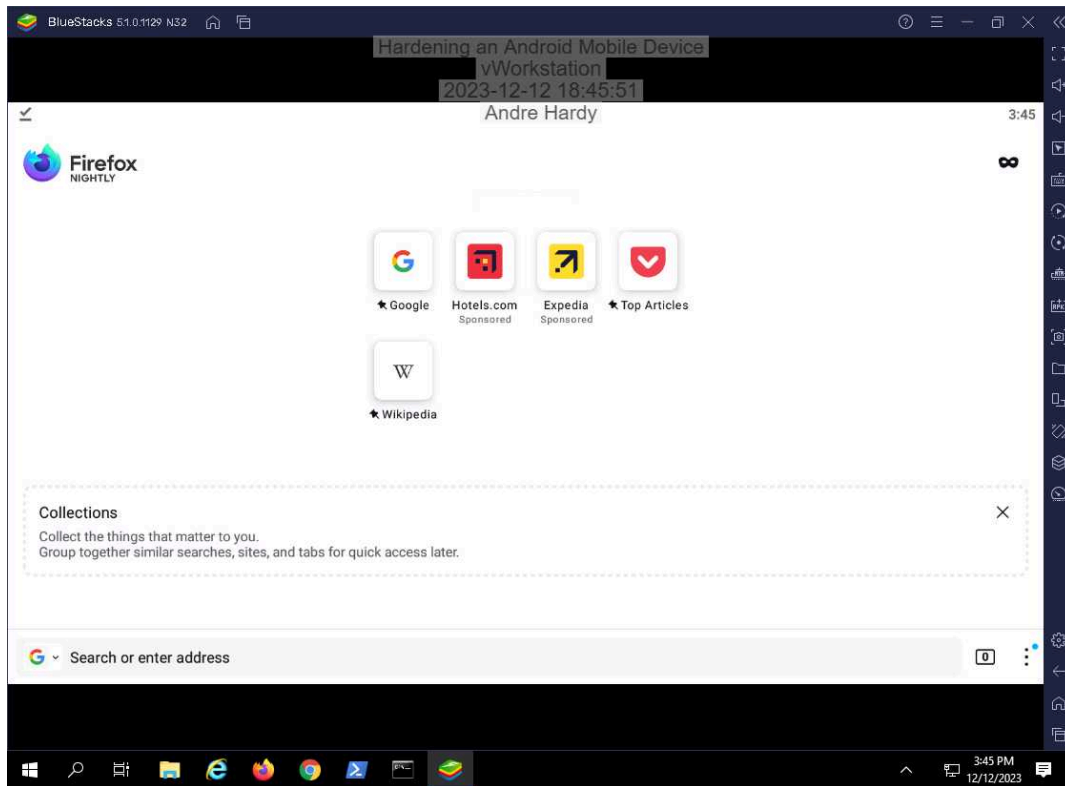 BlueStacks 5.1.0.1129 N32
Hardening an Android Mobile Device
vWorkstation
2023-12-12 18:45:51
Andre Hardy
3:45
Firefox
NIGHTLY
Google
Hotels.com
Sponsored
Expedia
Sponsored
Top Articles
W
Wikipedia
Collections
Collect the things that matter to you.
Group together similar searches, sites, and tabs for quick access later.
G
Search or enter address
0
3:45 PM
12/12/2023